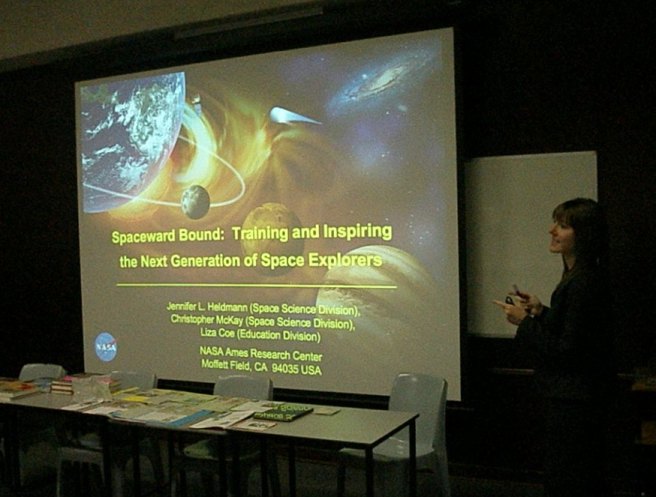 Spaceward Bound: Training and Inspiring
the Next Generation of Space Explorers
Jennifer L. Heldmann (Space Science Division),
Christopher McKay (Space Science Division),
Liza Coe (Education Division)
NASA Ames Research Center
Moffett Field, CA 94035 USA
NASA